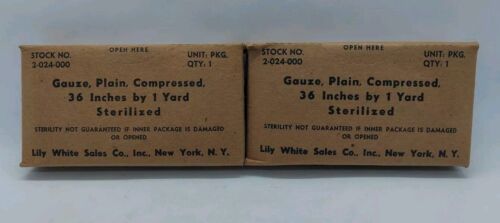 OPEN HERE
STOCK NO. UNIT: PKG.
2-024-000 QTY: 1
Gauze, Plain, Compressed,
36 Inches by 1 Yard
Sterilized
STERILITY NOT GUARANTEED IF INNER PACKAGE IS DAMAGED
OR OPENED
Lily White Sales Co., Inc., New York, N. Y.
OPEN HERE
STOCK NO. UNIT: PKG.
2-024-000 QTY: 1
Gauze, Plain, Compressed,
36 Inches by 1 Yard
Sterilized
STERILITY NOT GUARANTEED IF INNER PACKAGE IS DAMAGED
OR OPENED
Lily White Sales Co., Inc., New York, N. Y.